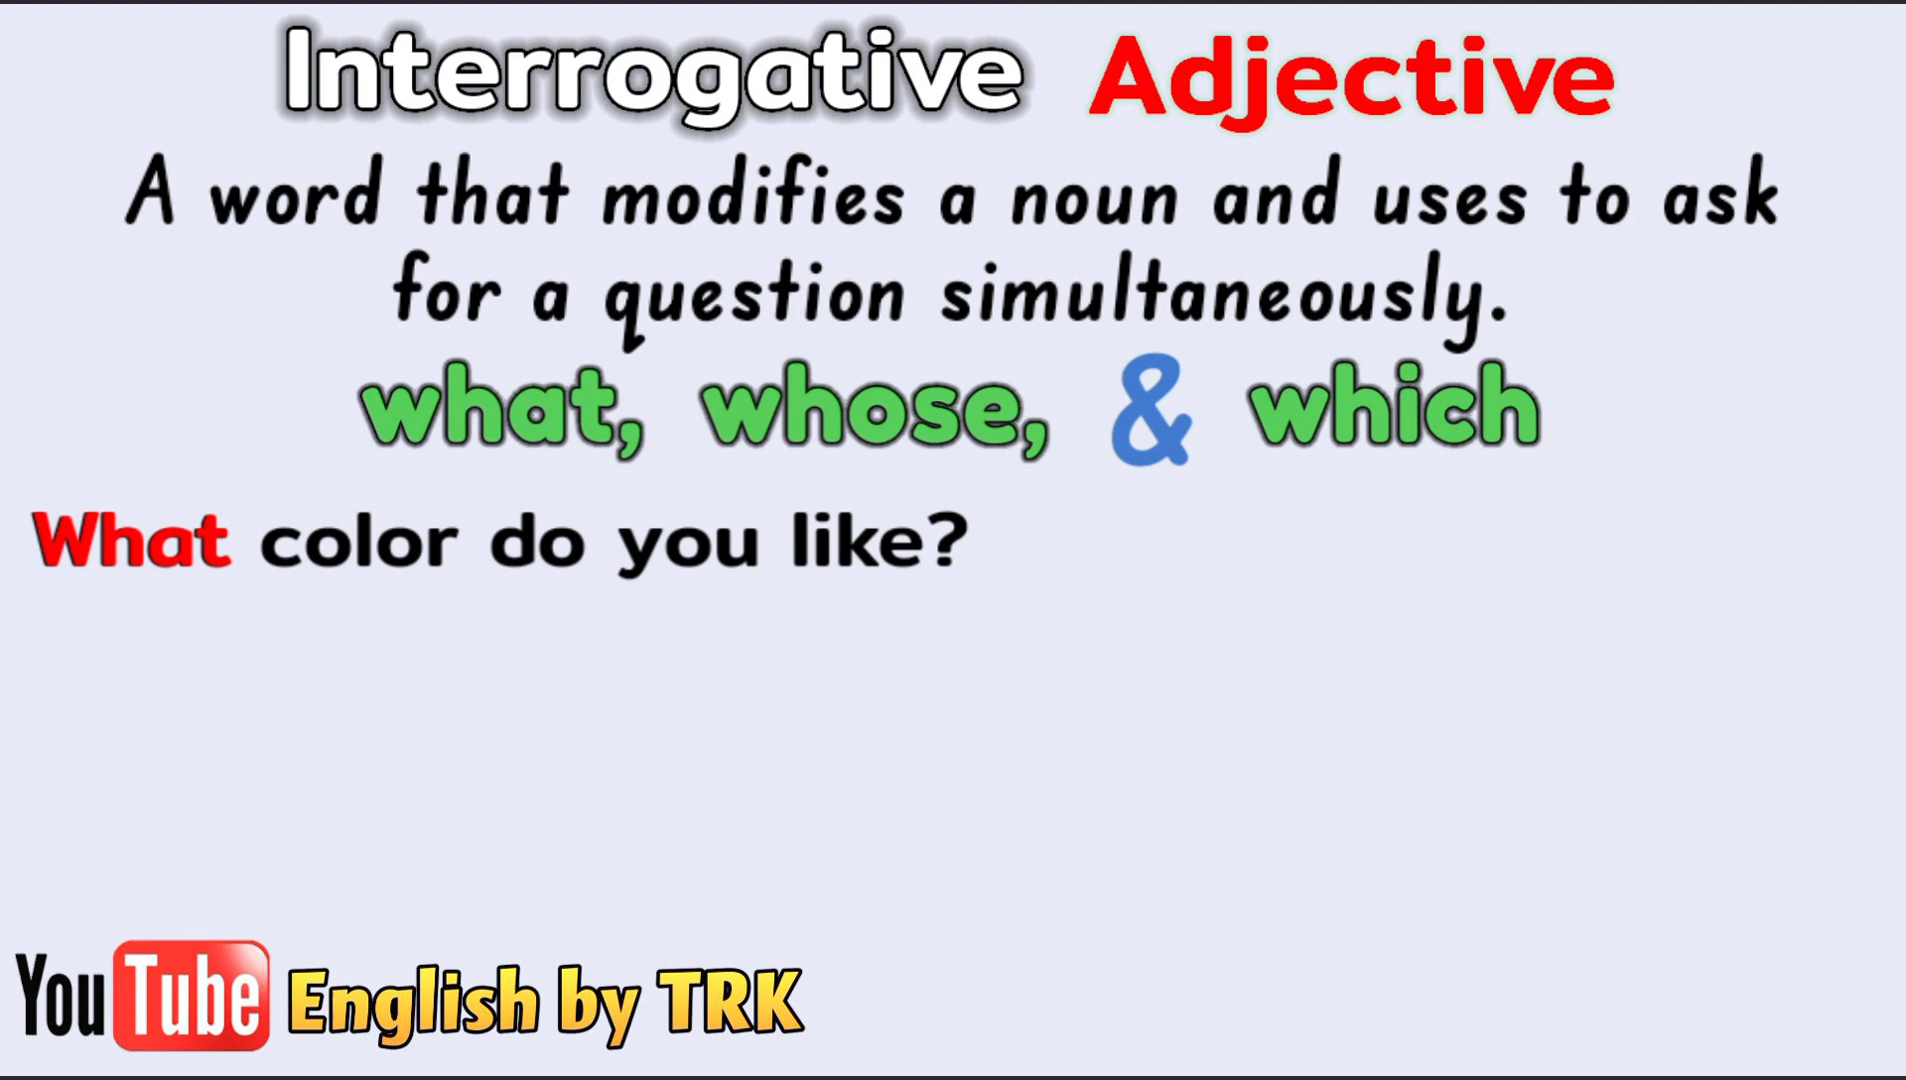 Interrogative Adjective
A word that modifies a noun and uses to ask
for a question simultaneously.
what, whose, & which
What color do you like?
YouTube English by TRK